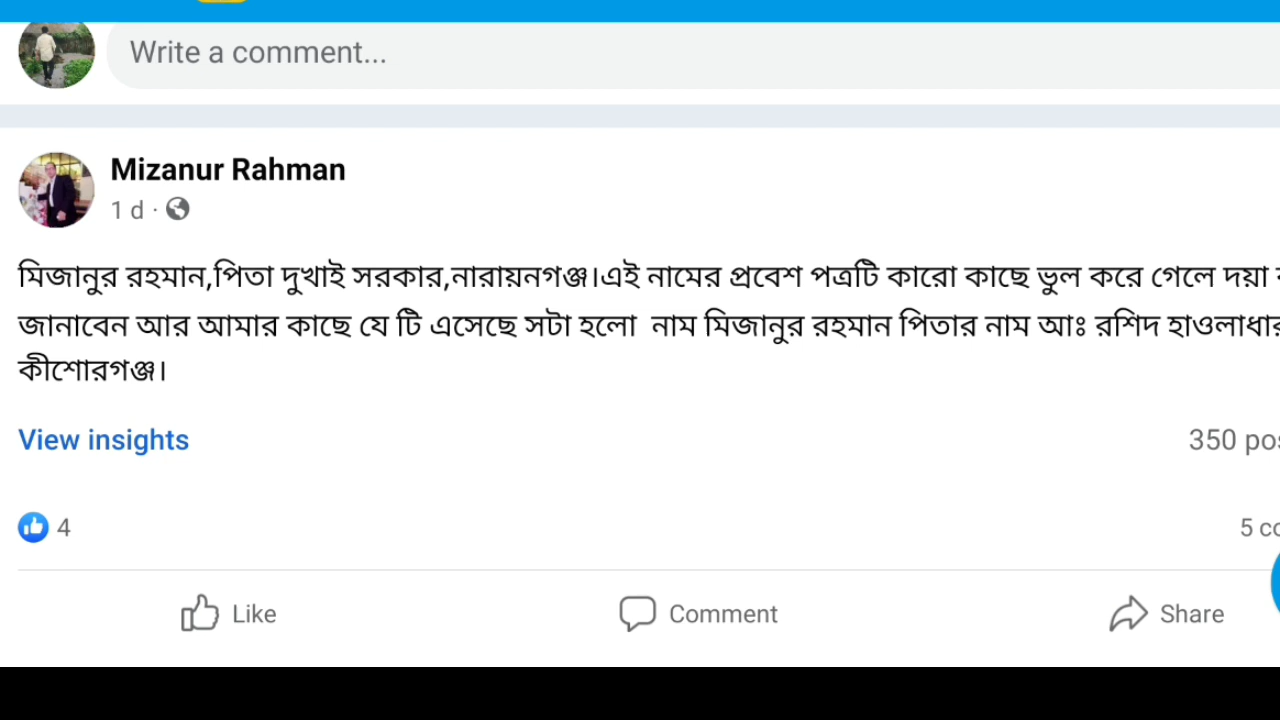 Write a comment...
Mizanur Rahman
1 d ·
মিজানুর রহমান,পিতা দুখাই সরকার,নারায়নগঞ্জ।এই নামের প্রবেশ পত্রটি কারো কাছে ভুল করে গেলে দয়া
জানাবেন আর আমার কাছে যে টি এসেছে সটা হলো নাম মিজানুর রহমান পিতার নাম আঃ রশিদ হাওলাধার
কীশোরগঞ্জ।
View insights
350
4
5
Like
Comment
Share